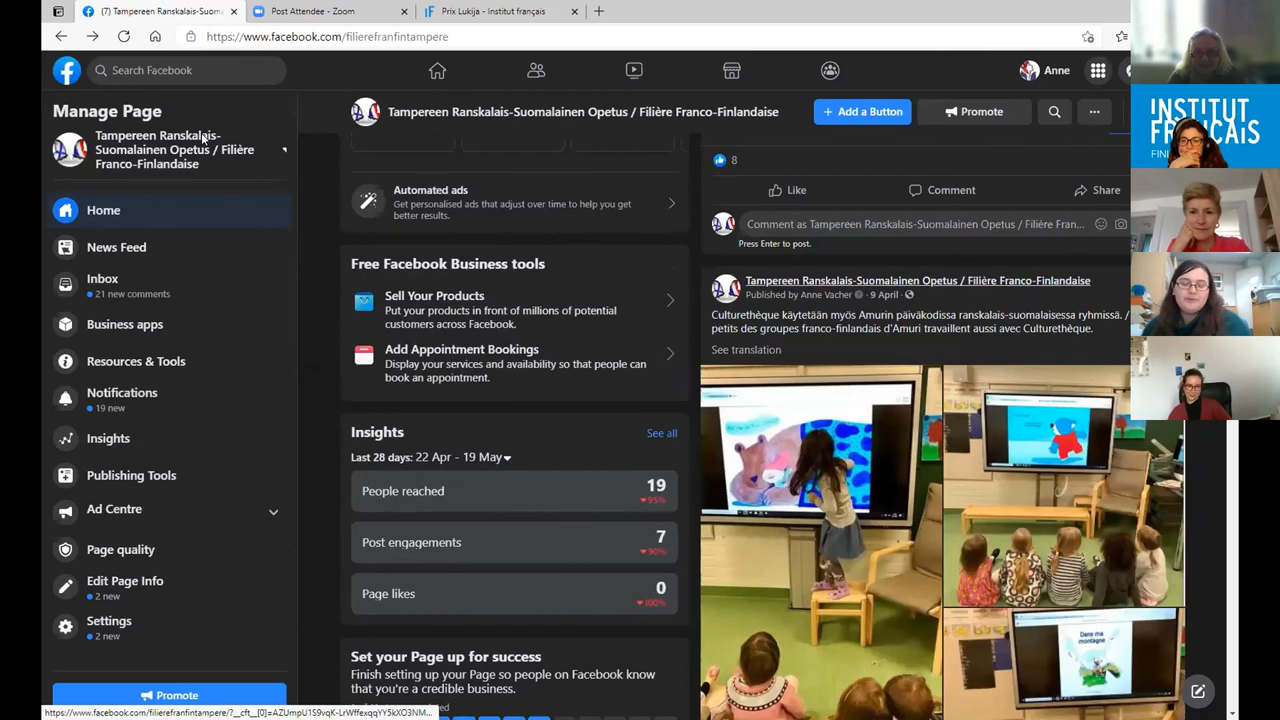 (7) Tampereen Ranskalais-Suoma
Post Attendee - Zoom
Prix Lukija - Institut français
https://www.facebook.com/filierefranfintampere
Search Facebook
Anne
Manage Page
Tampereen Ranskalais-
Suomalainen Opetus / Filière
Franco-Finlandaise
Home
News Feed
Inbox
21 new comments
Business apps
Resources & Tools
Notifications
19 new
Insights
Publishing Tools
Ad Centre
Page quality
Edit Page Info
2 new
Settings
2 new
Promote
Tampereen Ranskalais-Suomalainen Opetus / Filière Franco-Finlandaise
+ Add a Button
Promote
Automated ads
Get personalised ads that adjust over time to help you get
better results.
Free Facebook Business tools
Sell Your Products
Put your products in front of millions of potential
customers across Facebook.
Add Appointment Bookings
Display your services and availability so that people can
book an appointment.
Insights
See all
Last 28 days: 22 Apr - 19 May
People reached
19
95%
Post engagements
7
90%
Page likes
0
100%
Set your Page up for success
Finish setting up your Page so people on Facebook know
that you're a credible business.
8
Like
Comment
Share
Comment as Tampereen Ranskalais-Suomalainen Opetus / Filière Fran...
Press Enter to post.
Tampereen Ranskalais-Suomalainen Opetus / Filière Franco-Finlandaise
Published by Anne Vacher · 9 April ·
Culturethèque käytetään myös Amurin päiväkodissa ranskalais-suomalaisessa ryhmissä. /
petits des groupes franco-finlandais d'Amuri travaillent aussi avec Culturethèque.
See translation
Dans ma
montagne
INSTITUT
FRANÇAIS
FIN